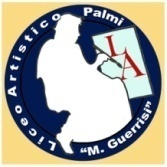 Liceo Artistico
Palmi
LA
"M. Guerrisi"